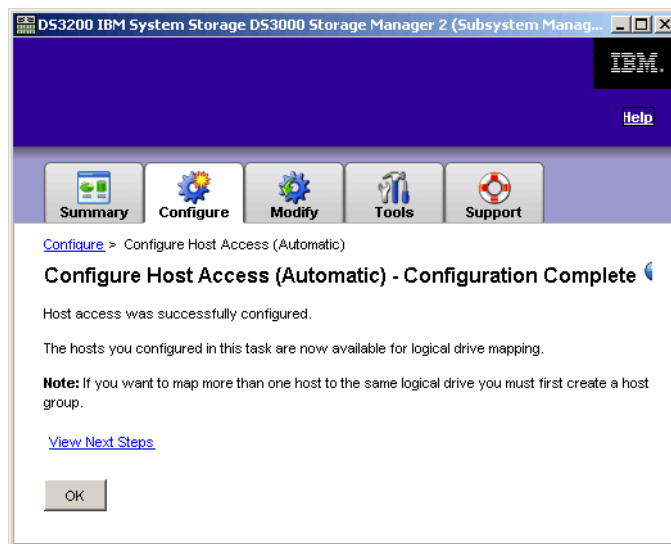 DS3200 IBM System Storage DS3000 Storage Manager 2 (Subsystem Manag...
IBM.
Help
Summary
Configure
Modify
Tools
Support
Configure > Configure Host Access (Automatic)
Configure Host Access (Automatic) - Configuration Complete
Host access was successfully configured.
The hosts you configured in this task are now available for logical drive mapping.
Note: If you want to map more than one host to the same logical drive you must first create a host
group.
View Next Steps
OK